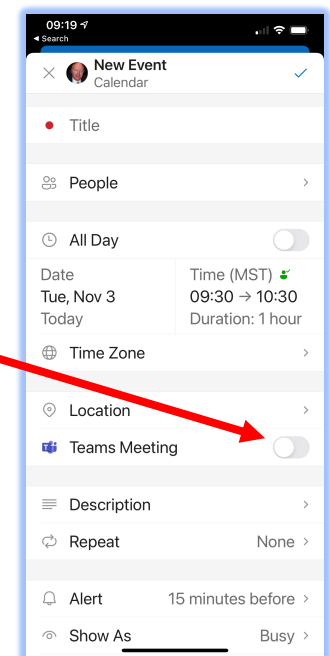 09:19
◀ Search
New Event
Calendar
Title
People
All Day
Date
Tue, Nov 3
Today
Time (MST)
09:30 → 10:30
Duration: 1 hour
Time Zone
Location
Teams Meeting
Description
Repeat None
Alert 15 minutes before
Show As Busy